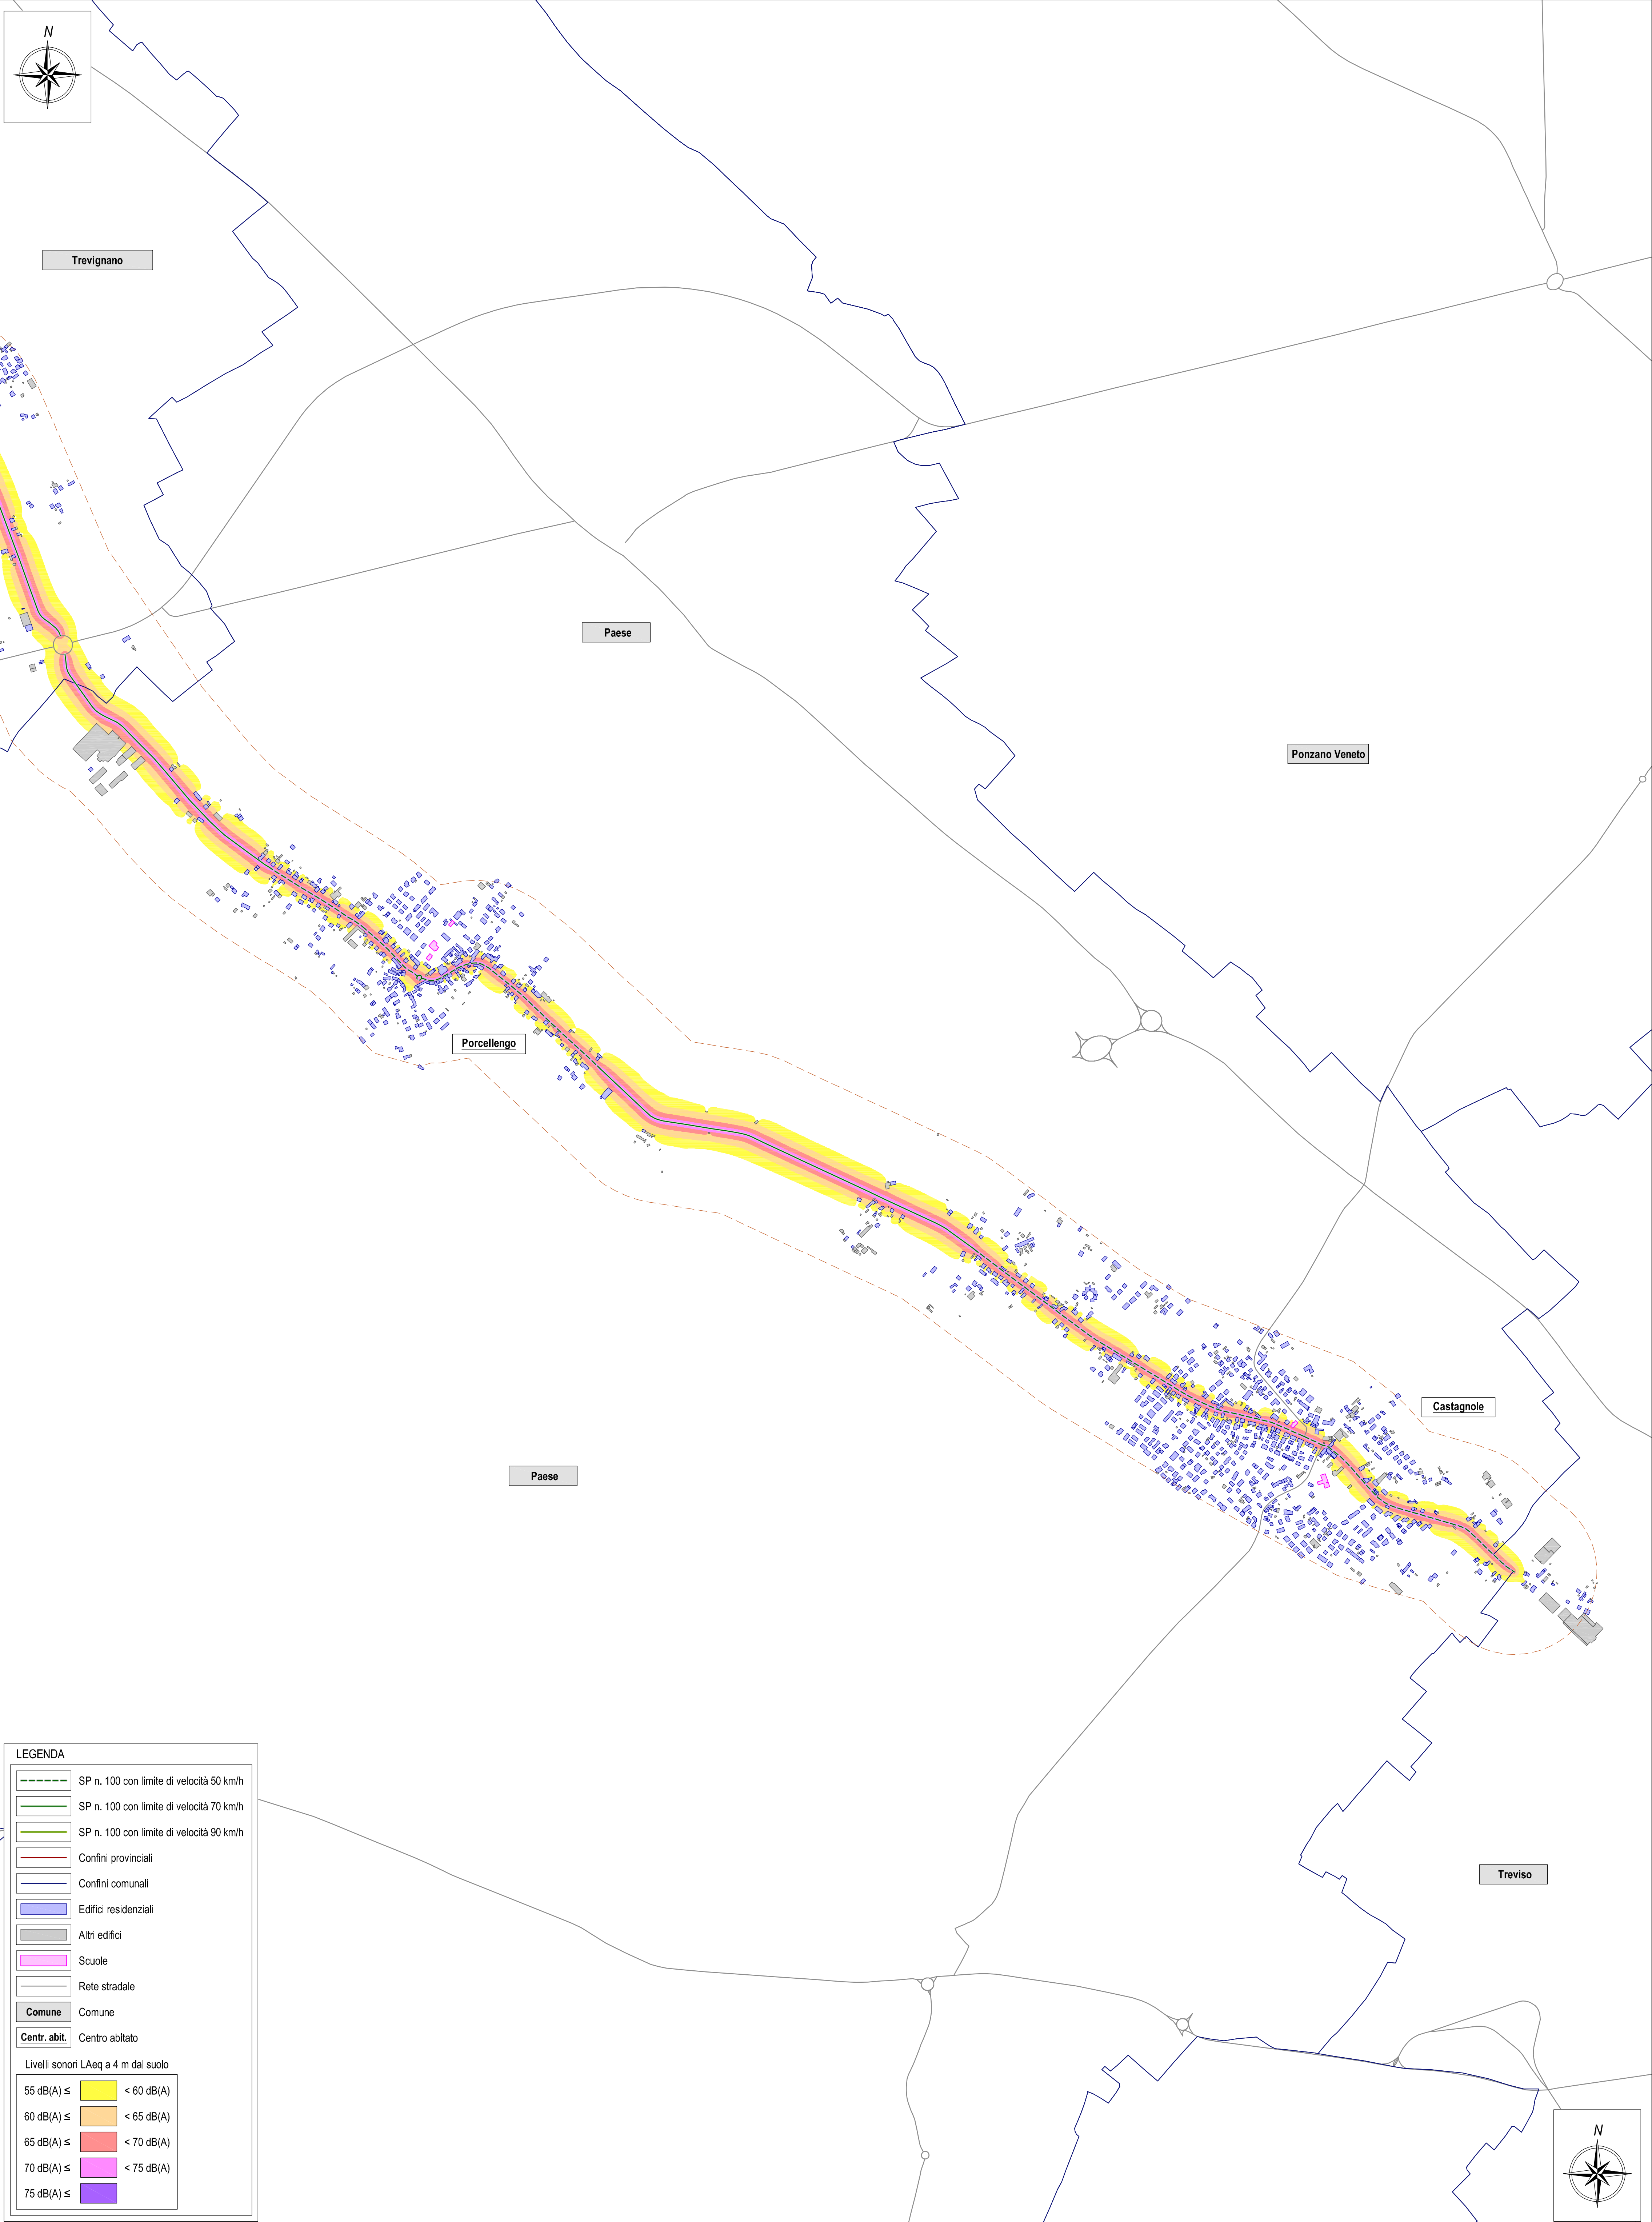 N
Trevignano
Paese
Ponzano Veneto
Porcellengo
Castagnole
Paese
Treviso
LEGENDA
SP n. 100 con limite di velocità 50 km/h
SP n. 100 con limite di velocità 70 km/h
SP n. 100 con limite di velocità 90 km/h
Confini provinciali
Confini comunali
Edifici residenziali
Altri edifici
Scuole
Rete stradale
Comune Comune
Centr. abit. Centro abitato
Livelli sonori LAeq a 4 m dal suolo
55 dB(A) ≤ < 60 dB(A)
60 dB(A) ≤ < 65 dB(A)
65 dB(A) ≤ < 70 dB(A)
70 dB(A) ≤ < 75 dB(A)
75 dB(A) ≤
N